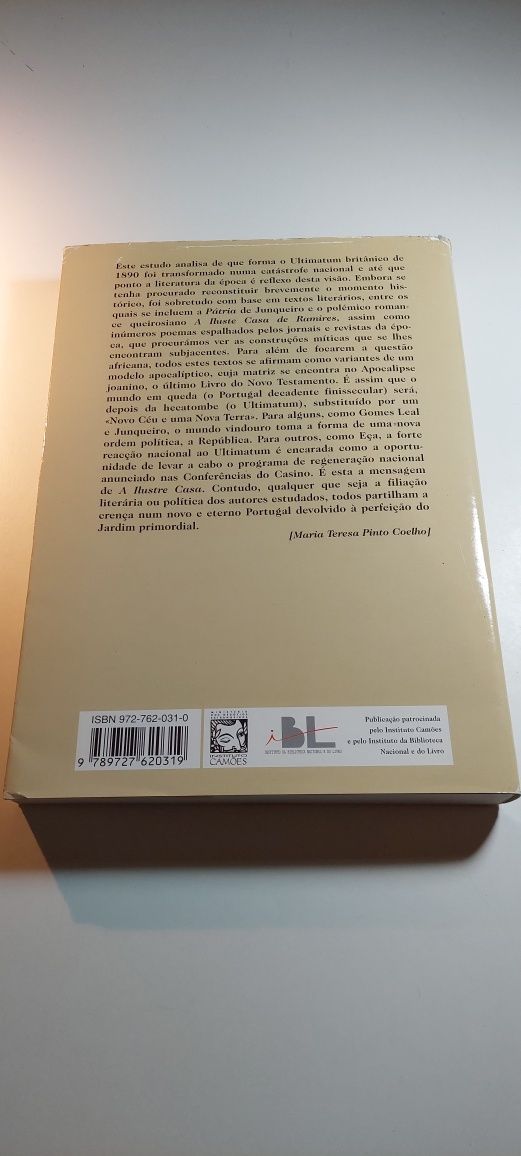 Este estudo analisa de que forma o Ultimatum britânico de
1890 foi transformado numa catástrofe nacional e até que
ponto a literatura da época é reflexo desta visão. Embora se
tenha procurado reconstituir brevemente o momento his-
tórico, foi sobretudo com base em textos literários, entre os
quais se incluem a Pátria de Junqueiro e o polémico roman-
ce queirosiano A Iluste Casa de Ramires, assim como
inúmeros poemas espalhados pelos jornais e revistas da épo-
ca, que procurámos ver as construções míticas que se lhes
encontram subjacentes. Para além de focarem a questão
africana, todos estes textos se afirmam como variantes de um
modelo apocalíptico, cuja matriz se encontra no Apocalipse
joanino, o último Livro do Novo Testamento. É assim que o
mundo em queda (o Portugal decadente finissecular) será,
depois da hecatombe (o Ultimatum), substituído por um
«Novo Céu e uma Nova Terra». Para alguns, como Gomes Leal
e Junqueiro, o mundo vindouro toma a forma de uma nova
ordem política, a República. Para outros, como Eça, a forte
reacção nacional ao Ultimatum é encarada como a oportu-
nidade de levar a cabo o programa de regeneração nacional
anunciado nas Conferências do Casino. É esta a mensagem
de A Ilustre Casa. Contudo, qualquer que seja a filiação
literária ou política dos autores estudados, todos partilham a
crença num novo e eterno Portugal devolvido à perfeição do
Jardim primordial.
[Maria Teresa Pinto Coelho]
ISBN 972-762-031-0
9 789727 620319
INSTITUTO
CAMÕES
iBL
INSTITUTO DA BIBLIOTECA NACIONAL E DO LIVRO
Publicação patrocinada
pelo Instituto Camões
e pelo Instituto da Biblioteca
Nacional e do Livro